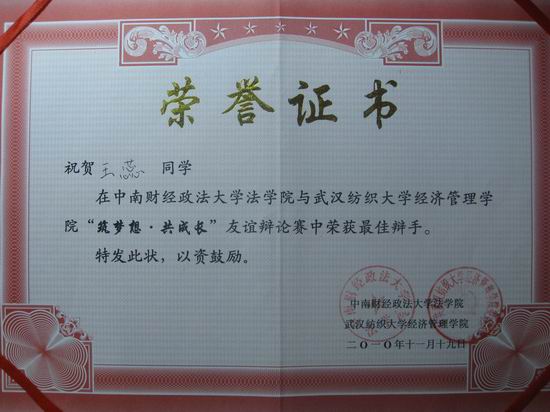 荣誉证书
祝贺王蕊 同学
在中南财经政法大学法学院与武汉纺织大学经济管理学
院“筑梦想·共成长”友谊辩论赛中荣获最佳辩手。
特发此状，以资鼓励。
中南财经政法大学法学院
武汉纺织大学经济管理学院
二〇一〇年十一月十九日